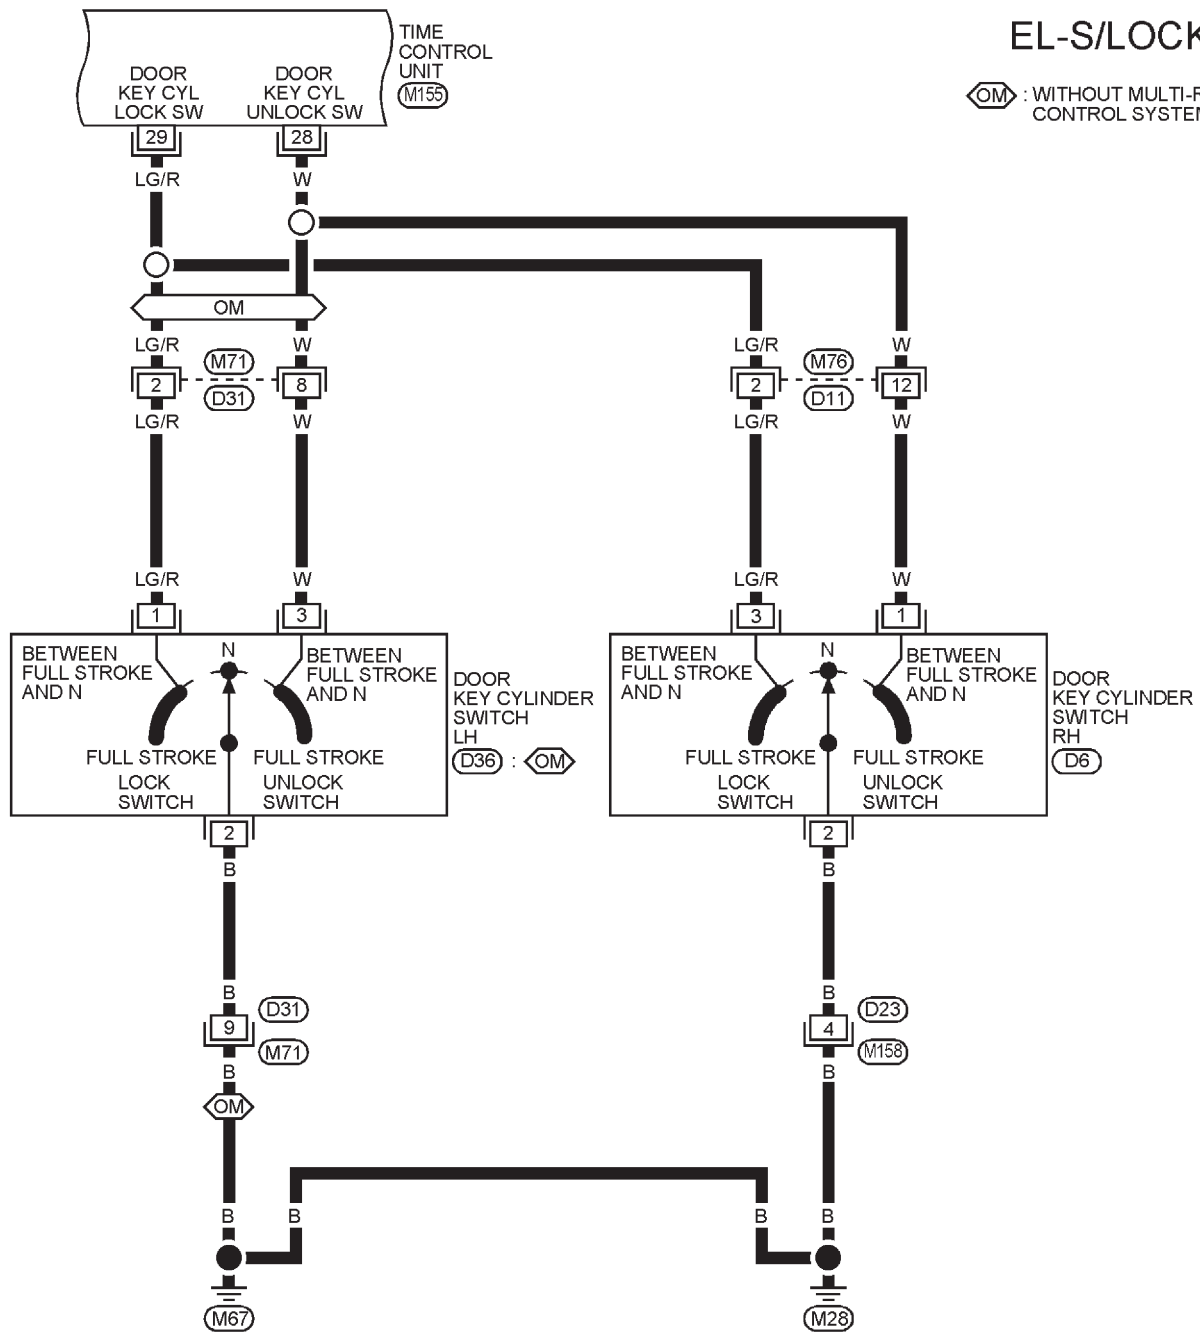 EL-S/LOCK
TIME
CONTROL
UNIT
M155
DOOR
KEY CYL
LOCK SW
DOOR
KEY CYL
UNLOCK SW
OM : WITHOUT MULTI-R
CONTROL SYSTEM
29
28
LG/R
W
OM
LG/R
W
LG/R
W
M71
M76
2
8
2
12
D31
D11
LG/R
W
LG/R
W
LG/R
W
LG/R
W
1
3
3
1
BETWEEN
FULL STROKE
AND N
N
BETWEEN
FULL STROKE
AND N
FULL STROKE
FULL STROKE
LOCK
SWITCH
UNLOCK
SWITCH
DOOR
KEY CYLINDER
SWITCH
LH
D36 : OM
BETWEEN
FULL STROKE
AND N
N
BETWEEN
FULL STROKE
AND N
FULL STROKE
FULL STROKE
LOCK
SWITCH
UNLOCK
SWITCH
DOOR
KEY CYLINDER
SWITCH
RH
D6
2
2
B
B
B
B
D31
D23
9
4
M71
M158
B
B
OM
B
B
B
B
M67
M28